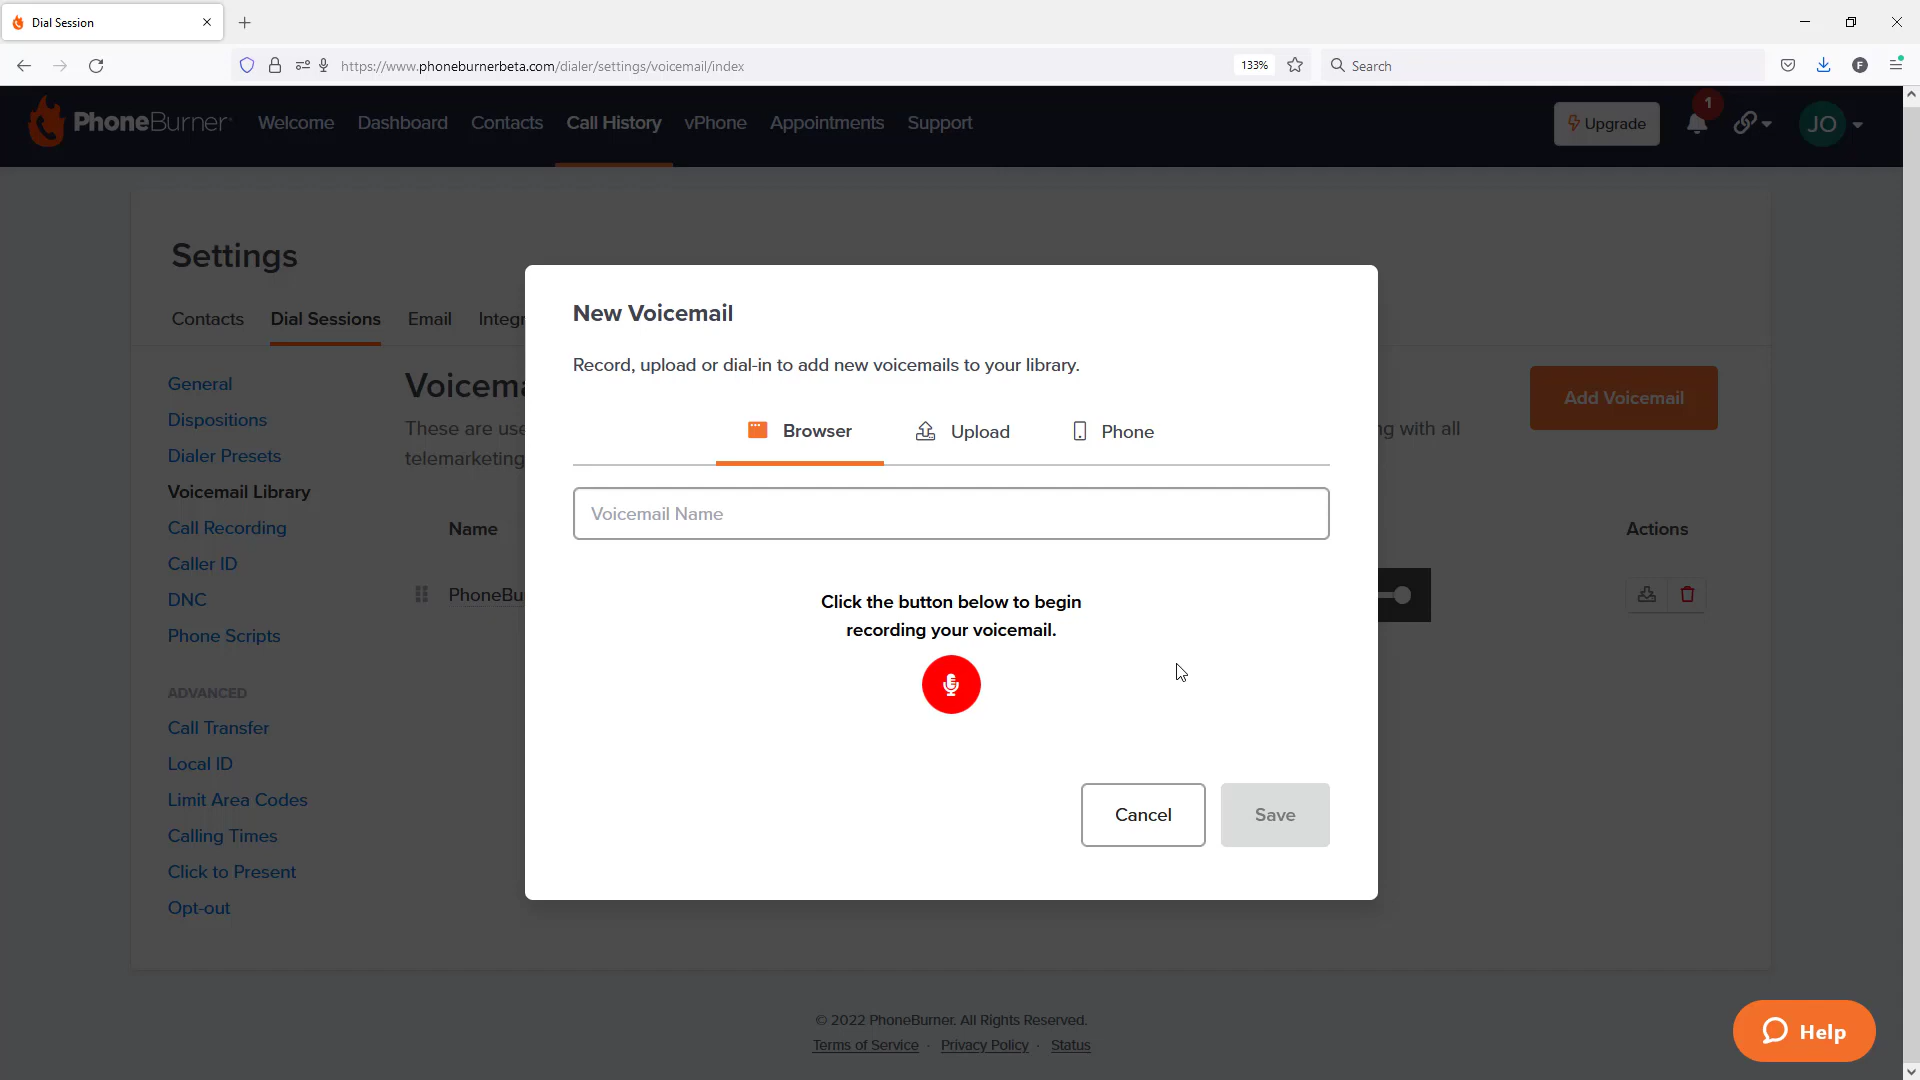 Dial Session
https://www.phoneburnerbeta.com/dialer/settings/voicemail/index
133%
Search
F
PhoneBurner
Welcome
Dashboard
Contacts
Call History
vPhone
Appointments
Support
Upgrade
1
JO
Settings
Contacts
Dial Sessions
Email
Integr
General
Dispositions
Dialer Presets
Voicemail Library
Call Recording
Caller ID
DNC
Phone Scripts
ADVANCED
Call Transfer
Local ID
Limit Area Codes
Calling Times
Click to Present
Opt-out
Voicema
These are use
ng with all
telemarketing
Add Voicemail
Name
Actions
PhoneBu
New Voicemail
Record, upload or dial-in to add new voicemails to your library.
Browser
Upload
Phone
Voicemail Name
Click the button below to begin
recording your voicemail.
Cancel
Save
© 2022 PhoneBurner. All Rights Reserved.
Terms of Service · Privacy Policy · Status
Help